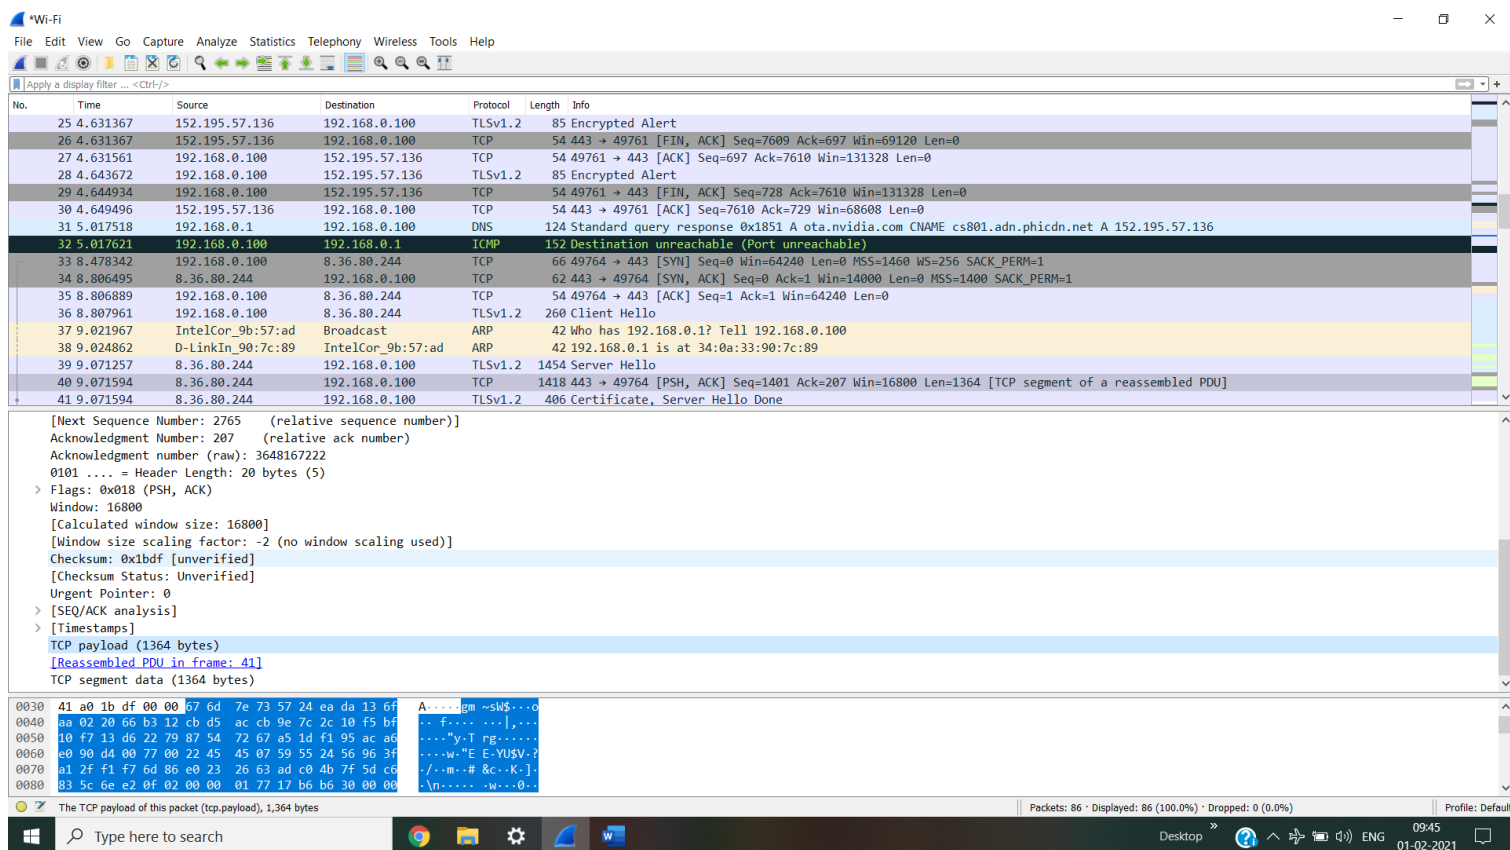 *Wi-Fi
File Edit View Go Capture Analyze Statistics Telephony Wireless Tools Help
Apply a display filter ... <Ctrl-/>
No. Time Source Destination Protocol Length Info
25 4.631367 152.195.57.136 192.168.0.100 TLSv1.2 85 Encrypted Alert
26 4.631367 152.195.57.136 192.168.0.100 TCP 54 443 → 49761 [FIN, ACK] Seq=7609 Ack=697 Win=69120 Len=0
27 4.631561 192.168.0.100 152.195.57.136 TCP 54 49761 → 443 [ACK] Seq=697 Ack=7610 Win=131328 Len=0
28 4.643672 192.168.0.100 152.195.57.136 TLSv1.2 85 Encrypted Alert
29 4.644934 192.168.0.100 152.195.57.136 TCP 54 49761 → 443 [FIN, ACK] Seq=728 Ack=7610 Win=131328 Len=0
30 4.649496 152.195.57.136 192.168.0.100 TCP 54 443 → 49761 [ACK] Seq=7610 Ack=729 Win=68608 Len=0
31 5.017518 192.168.0.1 192.168.0.100 DNS 124 Standard query response 0x1851 A ota.nvidia.com CNAME cs801.adn.phicdn.net A 152.195.57.136
32 5.017621 192.168.0.100 192.168.0.1 ICMP 152 Destination unreachable (Port unreachable)
33 8.478342 192.168.0.100 8.36.80.244 TCP 66 49764 → 443 [SYN] Seq=0 Win=64240 Len=0 MSS=1460 WS=256 SACK_PERM=1
34 8.806495 8.36.80.244 192.168.0.100 TCP 62 443 → 49764 [SYN, ACK] Seq=0 Ack=1 Win=14000 Len=0 MSS=1400 SACK_PERM=1
35 8.806889 192.168.0.100 8.36.80.244 TCP 54 49764 → 443 [ACK] Seq=1 Ack=1 Win=64240 Len=0
36 8.807961 192.168.0.100 8.36.80.244 TLSv1.2 260 Client Hello
37 9.021967 IntelCor_9b:57:ad Broadcast ARP 42 Who has 192.168.0.1? Tell 192.168.0.100
38 9.024862 D-LinkIn_90:7c:89 IntelCor_9b:57:ad ARP 42 192.168.0.1 is at 34:0a:33:90:7c:89
39 9.071257 8.36.80.244 192.168.0.100 TLSv1.2 1454 Server Hello
40 9.071594 8.36.80.244 192.168.0.100 TCP 1418 443 → 49764 [PSH, ACK] Seq=1401 Ack=207 Win=16800 Len=1364 [TCP segment of a reassembled PDU]
41 9.071594 8.36.80.244 192.168.0.100 TLSv1.2 406 Certificate, Server Hello Done
[Next Sequence Number: 2765 (relative sequence number)]
Acknowledgment Number: 207 (relative ack number)
Acknowledgment number (raw): 3648167222
0101 .... = Header Length: 20 bytes (5)
Flags: 0x018 (PSH, ACK)
Window: 16800
[Calculated window size: 16800]
[Window size scaling factor: -2 (no window scaling used)]
Checksum: 0x1bdf [unverified]
[Checksum Status: Unverified]
Urgent Pointer: 0
[SEQ/ACK analysis]
[Timestamps]
TCP payload (1364 bytes)
[Reassembled PDU in frame: 41]
TCP segment data (1364 bytes)
0030 41 a0 1b df 00 00 67 6d 7e 73 57 24 ea da 13 6f A·····gm ~sW$···o
0040 aa 02 20 66 b3 12 cb d5 ac cb 9e 7c 2c 10 f5 bf ·· f···· ···|,···
0050 10 f7 13 d6 22 79 87 54 72 67 a5 1d f1 95 ac a6 ····"y·T rg······
0060 e0 90 d4 00 77 00 22 45 45 07 59 55 24 56 96 3f ····w·"E E·YU$V·?
0070 a1 2f f1 f7 6d 86 e0 23 26 63 ad c0 4b 7f 5d c6 ·/··m··# &c··K·]·
0080 83 5c 6e e2 0f 02 00 00 01 77 17 b6 b6 30 00 00 ·\n····· ·w···0··
The TCP payload of this packet (tcp.payload), 1,364 bytes Packets: 86 · Displayed: 86 (100.0%) · Dropped: 0 (0.0%) Profile: Defaul
Type here to search W Desktop » ENG 09:45
01-02-2021